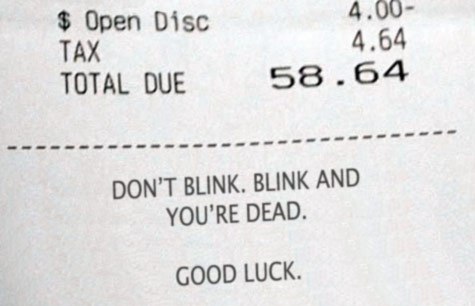 $ Open Disc 4.00-
TAX 4.64
TOTAL DUE 58.64
DON'T BLINK. BLINK AND
YOU'RE DEAD.
GOOD LUCK.